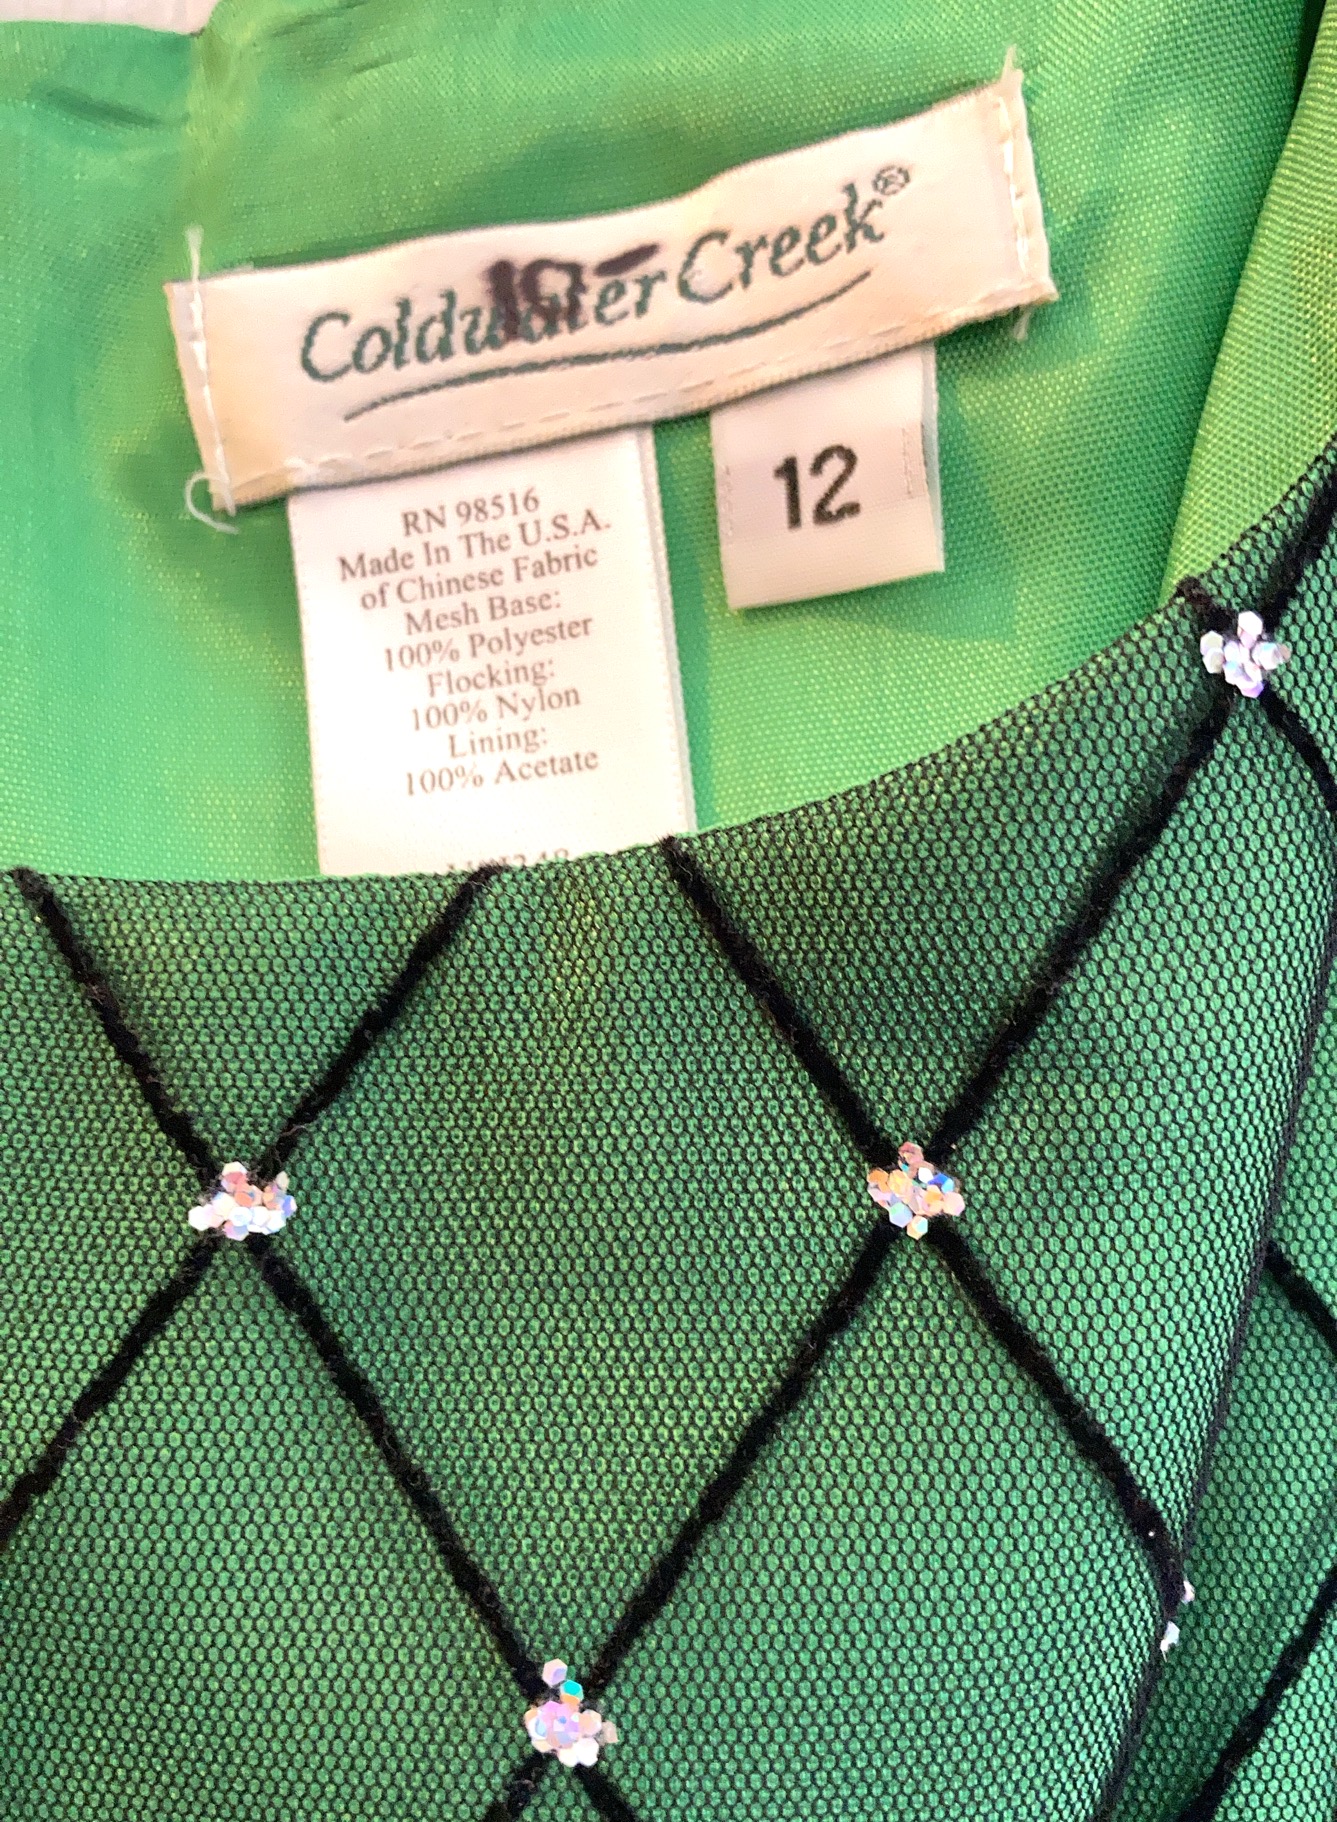 Coldwater Creek®
12
RN 98516
Made In The U.S.A.
of Chinese Fabric
Mesh Base:
100% Polyester
Flocking:
100% Nylon
Lining:
100% Acetate